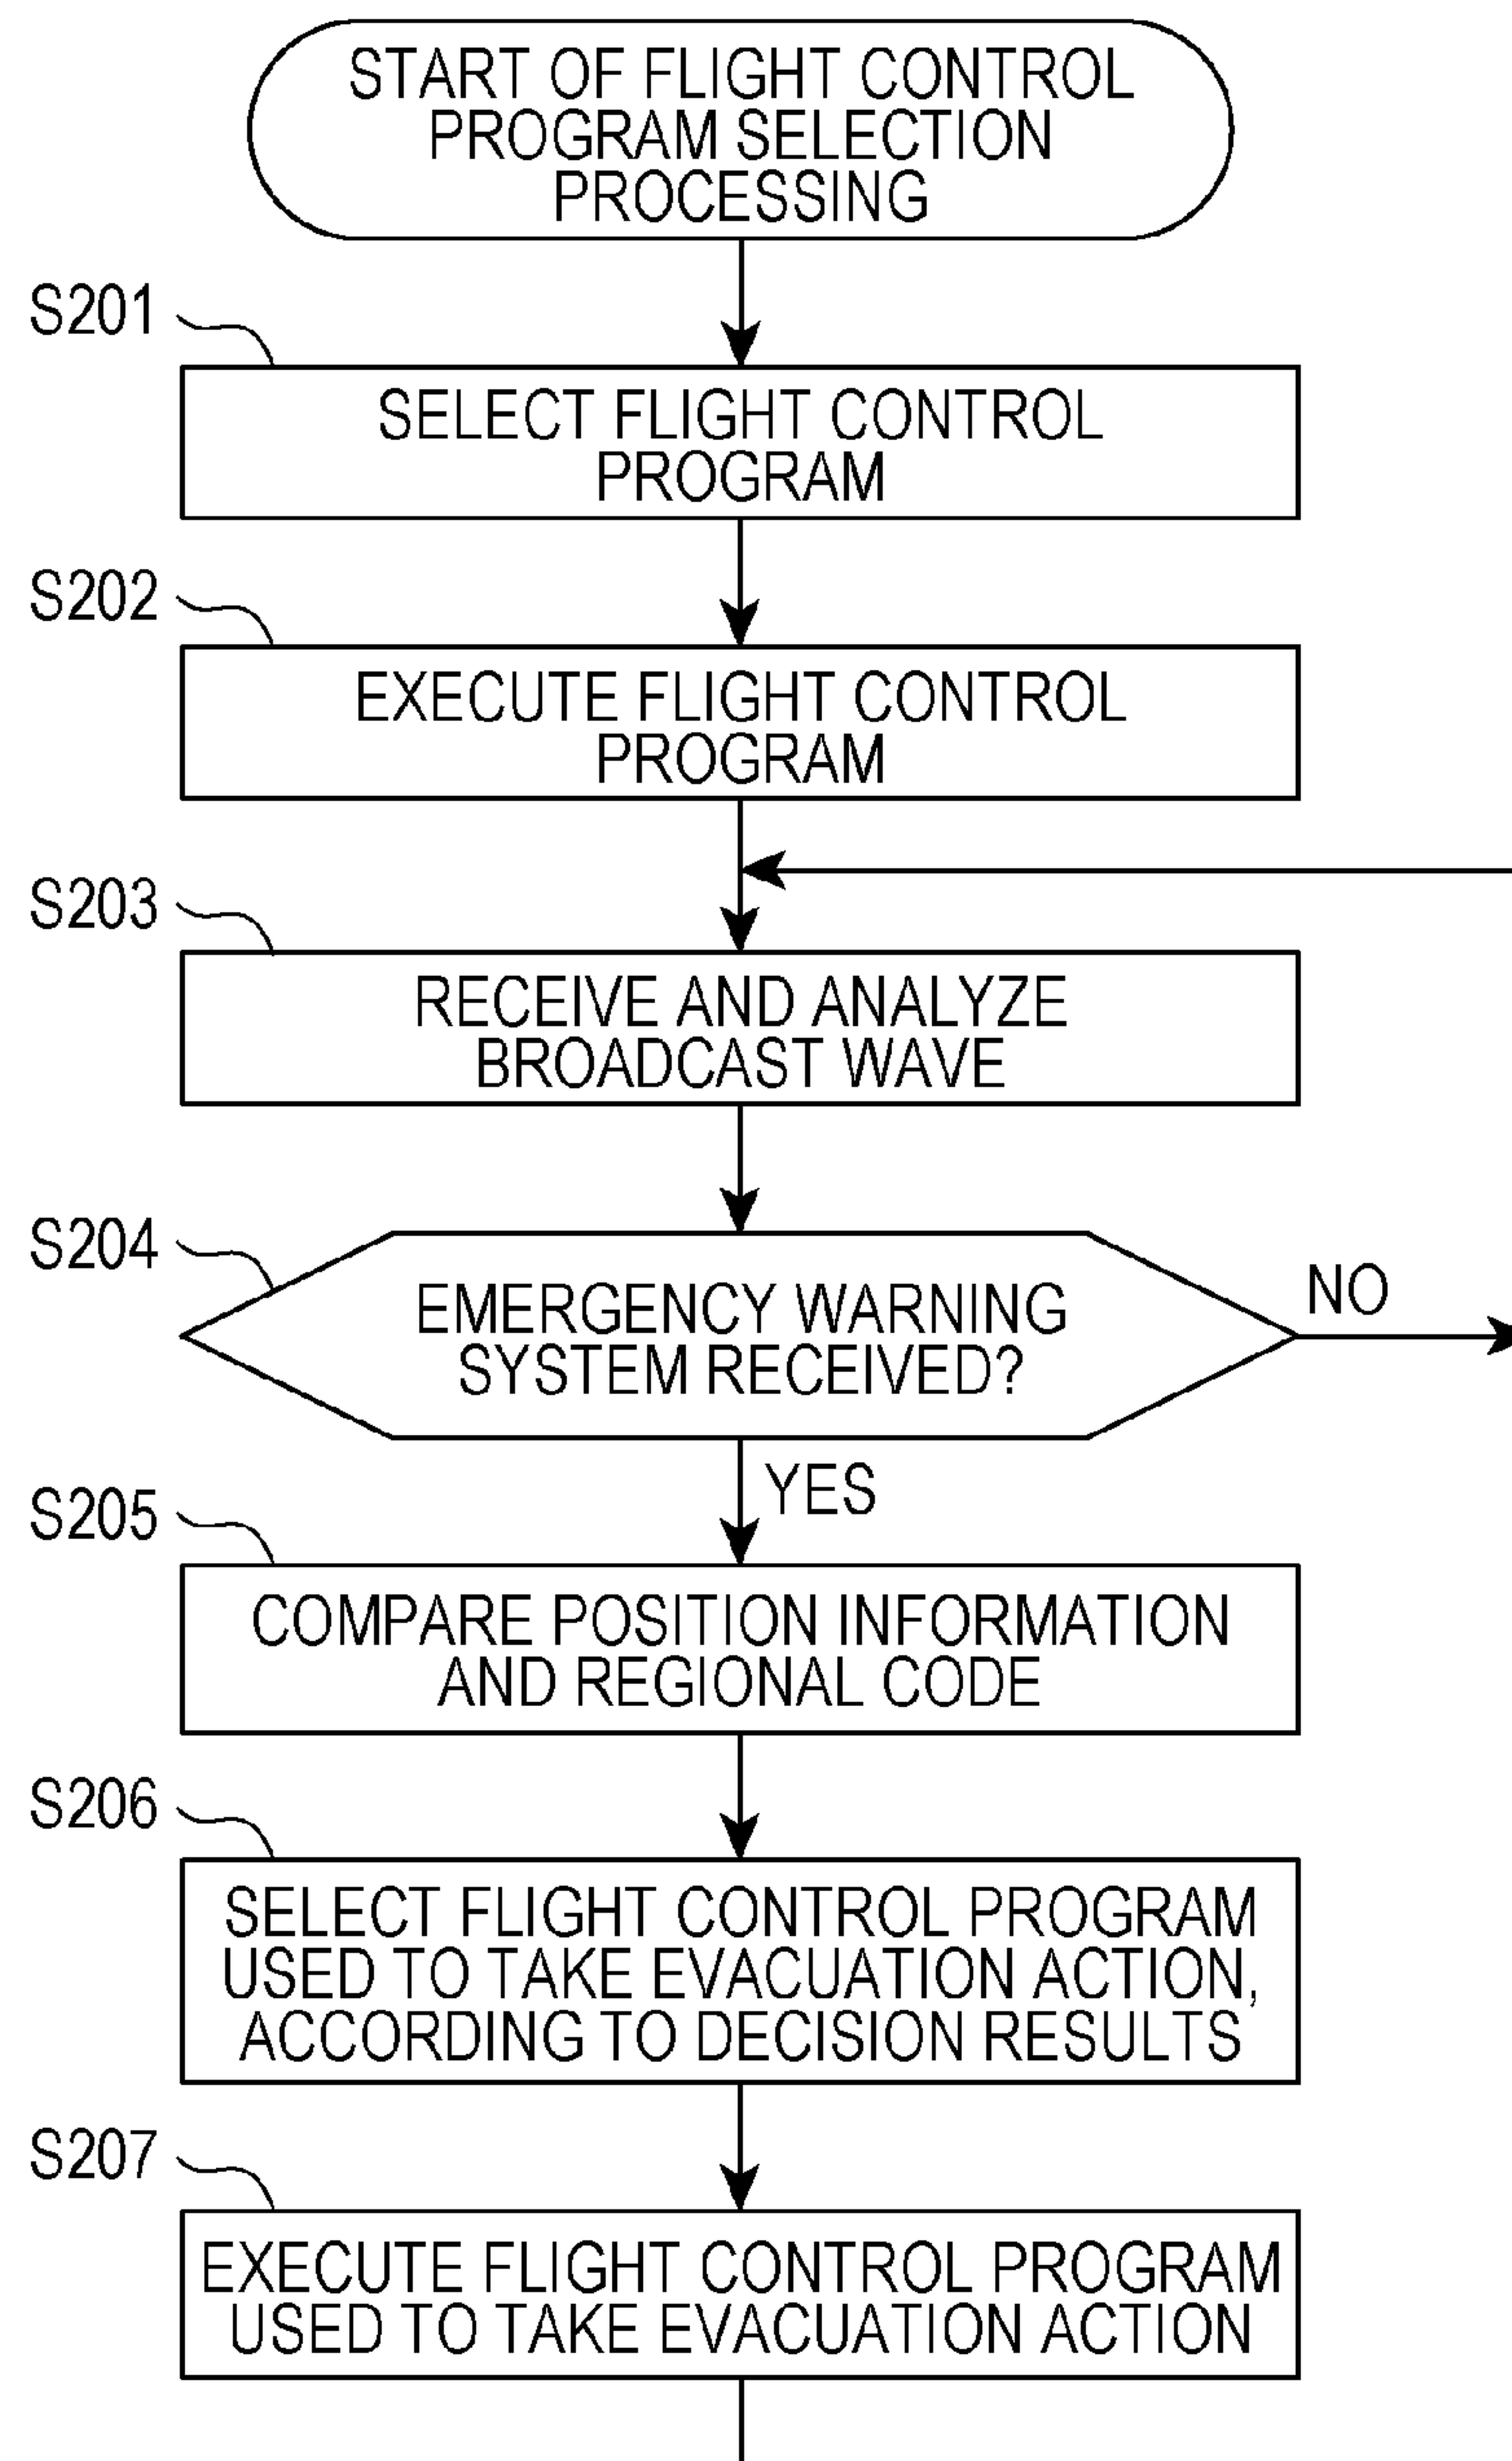 START OF FLIGHT CONTROL
PROGRAM SELECTION
PROCESSING
S201
SELECT FLIGHT CONTROL
PROGRAM
S202
EXECUTE FLIGHT CONTROL
PROGRAM
S203
RECEIVE AND ANALYZE
BROADCAST WAVE
S204
EMERGENCY WARNING
SYSTEM RECEIVED?
NO
YES
S205
COMPARE POSITION INFORMATION
AND REGIONAL CODE
S206
SELECT FLIGHT CONTROL PROGRAM
USED TO TAKE EVACUATION ACTION,
ACCORDING TO DECISION RESULTS
S207
EXECUTE FLIGHT CONTROL PROGRAM
USED TO TAKE EVACUATION ACTION